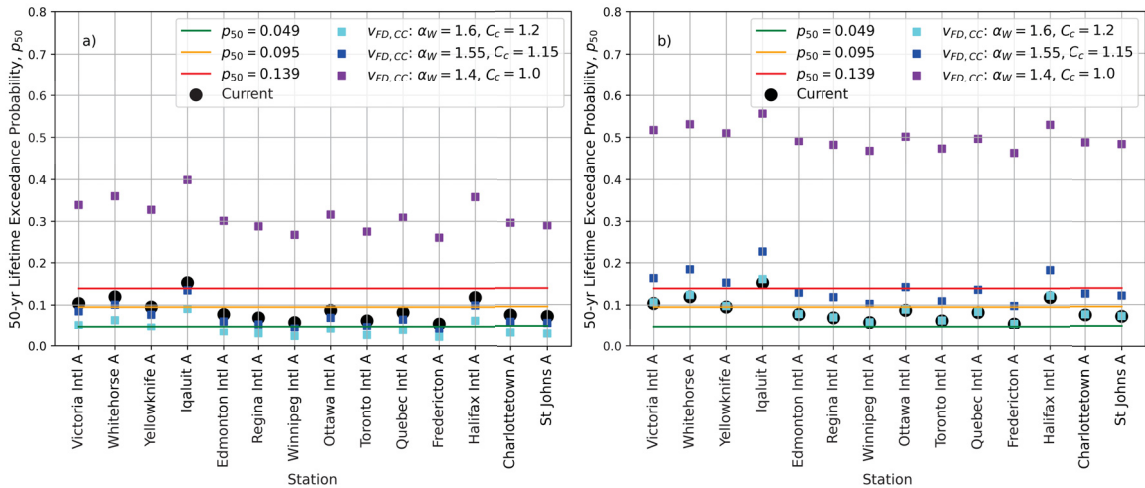 50-yr Lifetime Exceedance Probability, p50
0.8
0.7
0.6
0.5
0.4
0.3
0.2
0.1
0.0
a)
p50 = 0.049
p50 = 0.095
p50 = 0.139
Current
vFD,CC: αW = 1.6, Cc = 1.2
vFD,CC: αW = 1.55, Cc = 1.15
vFD,CC: αW = 1.4, Cc = 1.0
Victoria Intl A
Whitehorse A
Yellowknife A
Iqaluit A
Edmonton Intl A
Regina Intl A
Winnipeg Intl A
Ottawa Intl A
Toronto Intl A
Quebec Intl A
Fredericton A
Halifax Intl A
Charlottetown A
St Johns A
Station
50-yr Lifetime Exceedance Probability, p50
0.8
0.7
0.6
0.5
0.4
0.3
0.2
0.1
0.0
b)
p50 = 0.049
p50 = 0.095
p50 = 0.139
Current
vFD,CC: αW = 1.6, Cc = 1.2
vFD,CC: αW = 1.55, Cc = 1.15
vFD,CC: αW = 1.4, Cc = 1.0
Victoria Intl A
Whitehorse A
Yellowknife A
Iqaluit A
Edmonton Intl A
Regina Intl A
Winnipeg Intl A
Ottawa Intl A
Toronto Intl A
Quebec Intl A
Fredericton A
Halifax Intl A
Charlottetown A
St Johns A
Station